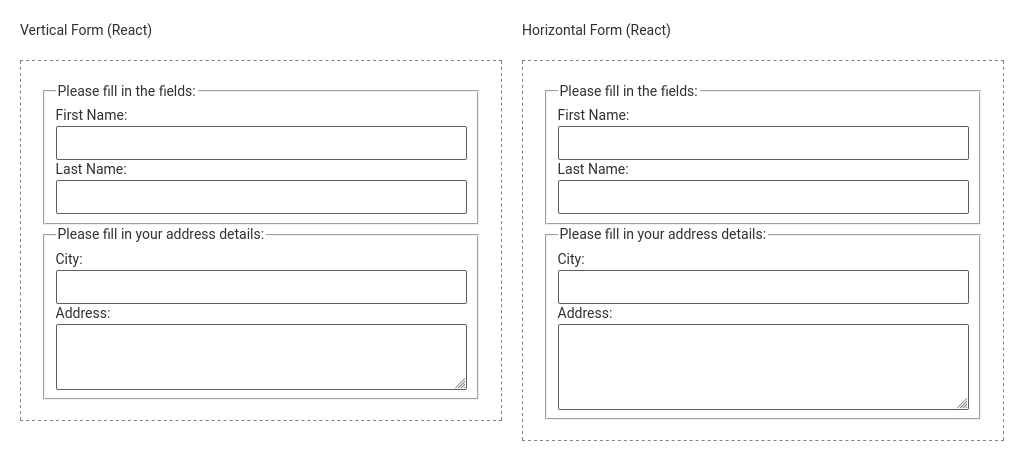 Vertical Form (React)
Please fill in the fields:
First Name:
Last Name:
Please fill in your address details:
City:
Address:
Horizontal Form (React)
Please fill in the fields:
First Name:
Last Name:
Please fill in your address details:
City:
Address: